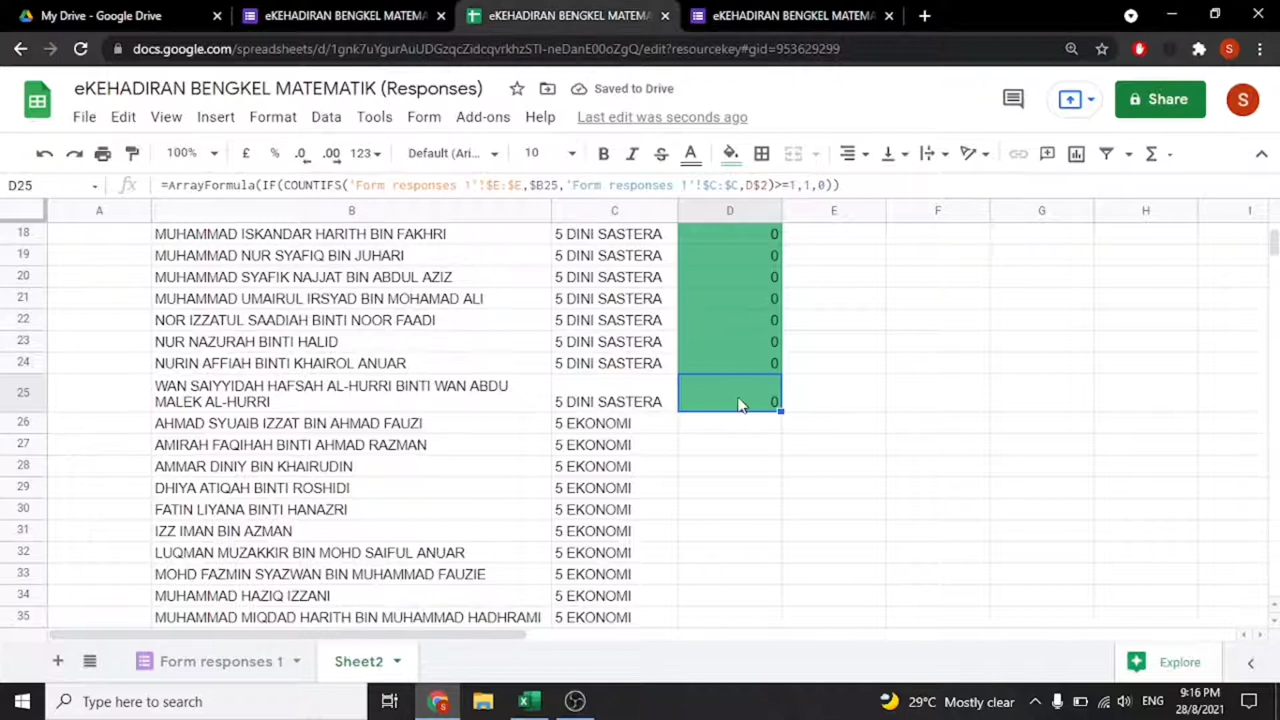 My Drive - Google Drive
eKEHADIRAN BENGKEL MATEMA
eKEHADIRAN BENGKEL MATEM
eKEHADIRAN BENGKEL MATEMA
docs.google.com/spreadsheets/d/1gnk7uYgurAuUDGzqcZidcqvrkhzSTI-neDanE00oZgQ/edit?resourcekey#gid=953629299
S
eKEHADIRAN BENGKEL MATEMATIK (Responses)
Saved to Drive
Share
S
File Edit View Insert Format Data Tools Form Add-ons Help Last edit was seconds ago
100% £ % .0 .00 123 Default (Ari... 10 B I S A Σ
D25 fx =ArrayFormula(IF(COUNTIFS('Form responses 1'!$E:$E,$B25,'Form responses 1'!$C:$C,D$2)>=1,1,0))
A B C D E F G H I
18 MUHAMMAD ISKANDAR HARITH BIN FAKHRI 5 DINI SASTERA 0
19 MUHAMMAD NUR SYAFIQ BIN JUHARI 5 DINI SASTERA 0
20 MUHAMMAD SYAFIK NAJJAT BIN ABDUL AZIZ 5 DINI SASTERA 0
21 MUHAMMAD UMAIRUL IRSYAD BIN MOHAMAD ALI 5 DINI SASTERA 0
22 NOR IZZATUL SAADIAH BINTI NOOR FAADI 5 DINI SASTERA 0
23 NUR NAZURAH BINTI HALID 5 DINI SASTERA 0
24 NURIN AFFIAH BINTI KHAIROL ANUAR 5 DINI SASTERA 0
25 WAN SAIYYIDAH HAFSAH AL-HURRI BINTI WAN ABDU
MALEK AL-HURRI 5 DINI SASTERA 0
26 AHMAD SYUAIB IZZAT BIN AHMAD FAUZI 5 EKONOMI
27 AMIRAH FAQIHAH BINTI AHMAD RAZMAN 5 EKONOMI
28 AMMAR DINIY BIN KHAIRUDIN 5 EKONOMI
29 DHIYA ATIQAH BINTI ROSHIDI 5 EKONOMI
30 FATIN LIYANA BINTI HANAZRI 5 EKONOMI
31 IZZ IMAN BIN AZMAN 5 EKONOMI
32 LUQMAN MUZAKKIR BIN MOHD SAIFUL ANUAR 5 EKONOMI
33 MOHD FAZMIN SYAZWAN BIN MUHAMMAD FAUZIE 5 EKONOMI
34 MUHAMMAD HAZIQ IZZANI 5 EKONOMI
35 MUHAMMAD MIQDAD HARITH BIN MUHAMMAD HADHRAMI 5 EKONOMI
Form responses 1 Sheet2 Explore
Type here to search
29°C Mostly clear
ENG
9:16 PM
28/8/2021